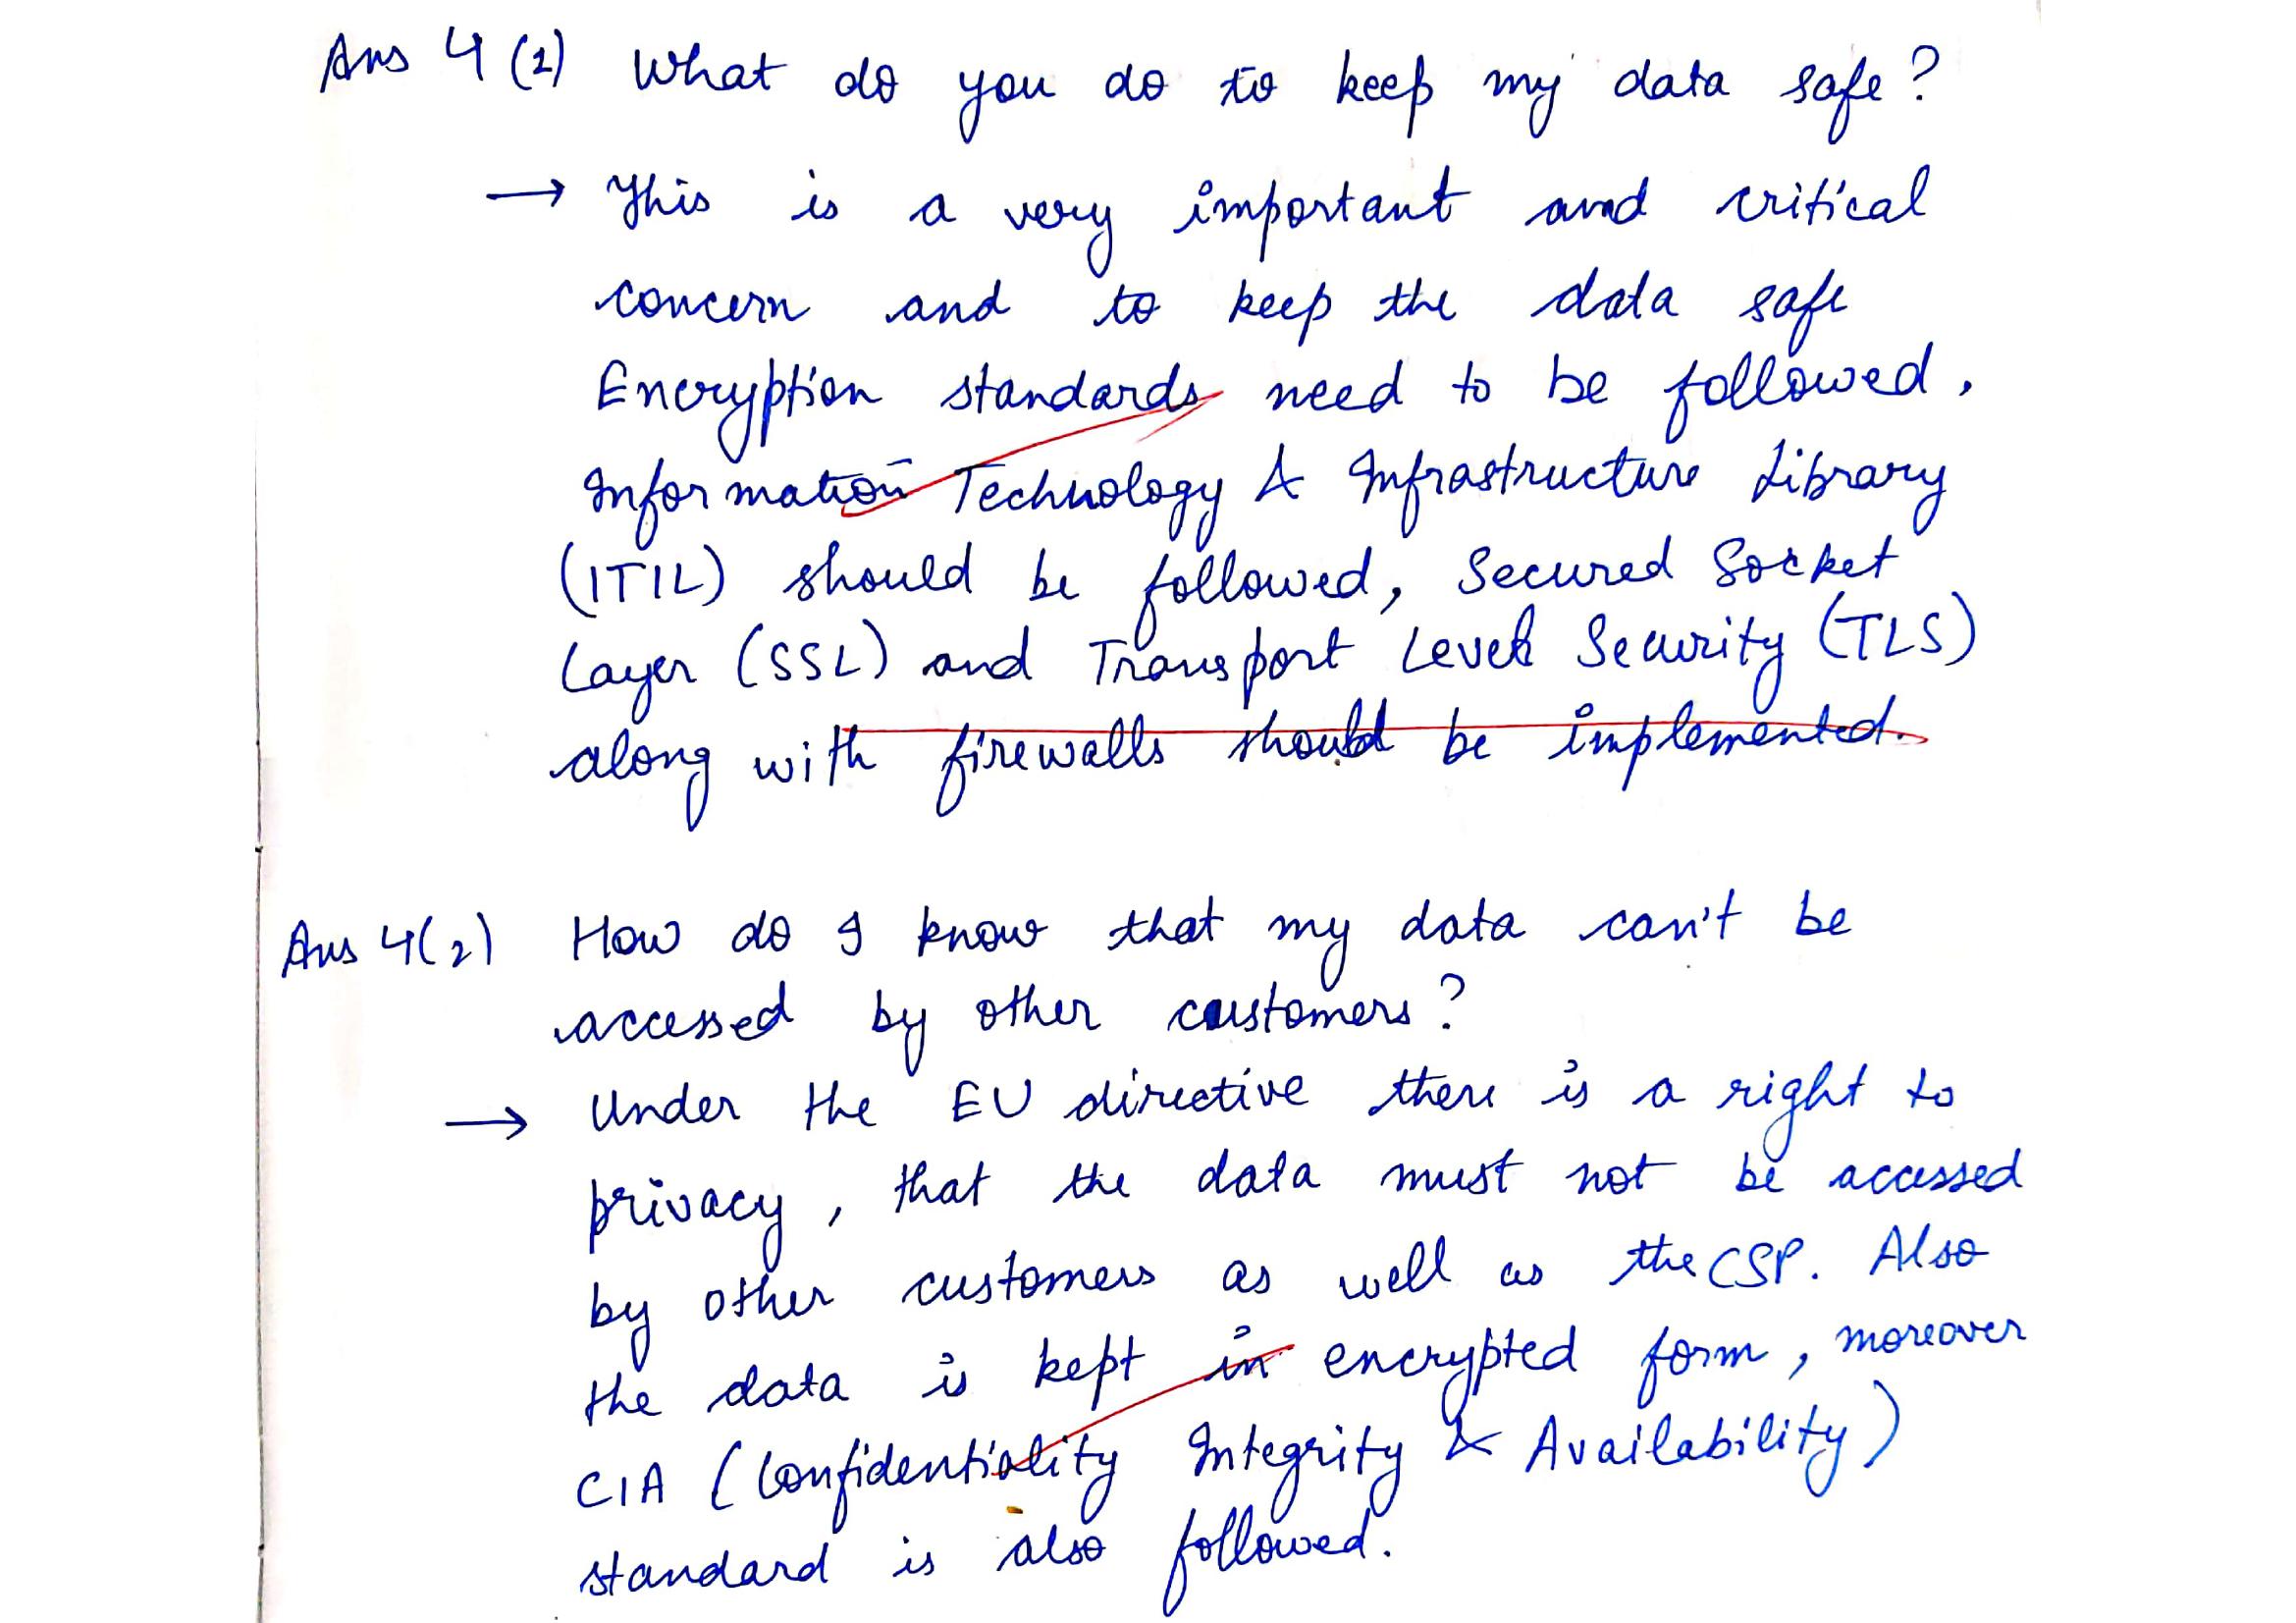 Ans 4 (1) What do you do to keep my data safe?
→ This is a very important and critical
concern and to keep the data safe
Encryption standards need to be followed.
Information Technology & Infrastructure Library
(ITIL) should be followed, Secured Socket
Layer (SSL) and Transport Level Security (TLS)
along with firewalls should be implemented.
Ans 4(2) How do I know that my data can't be
accessed by other customers?
→ Under the EU directive there is a right to
privacy, that the data must not be accessed
by other customers as well as the CSP. Also
the data is kept in encrypted form, moreover
CIA (Confidentiality Integrity & Availability)
standard is also followed.